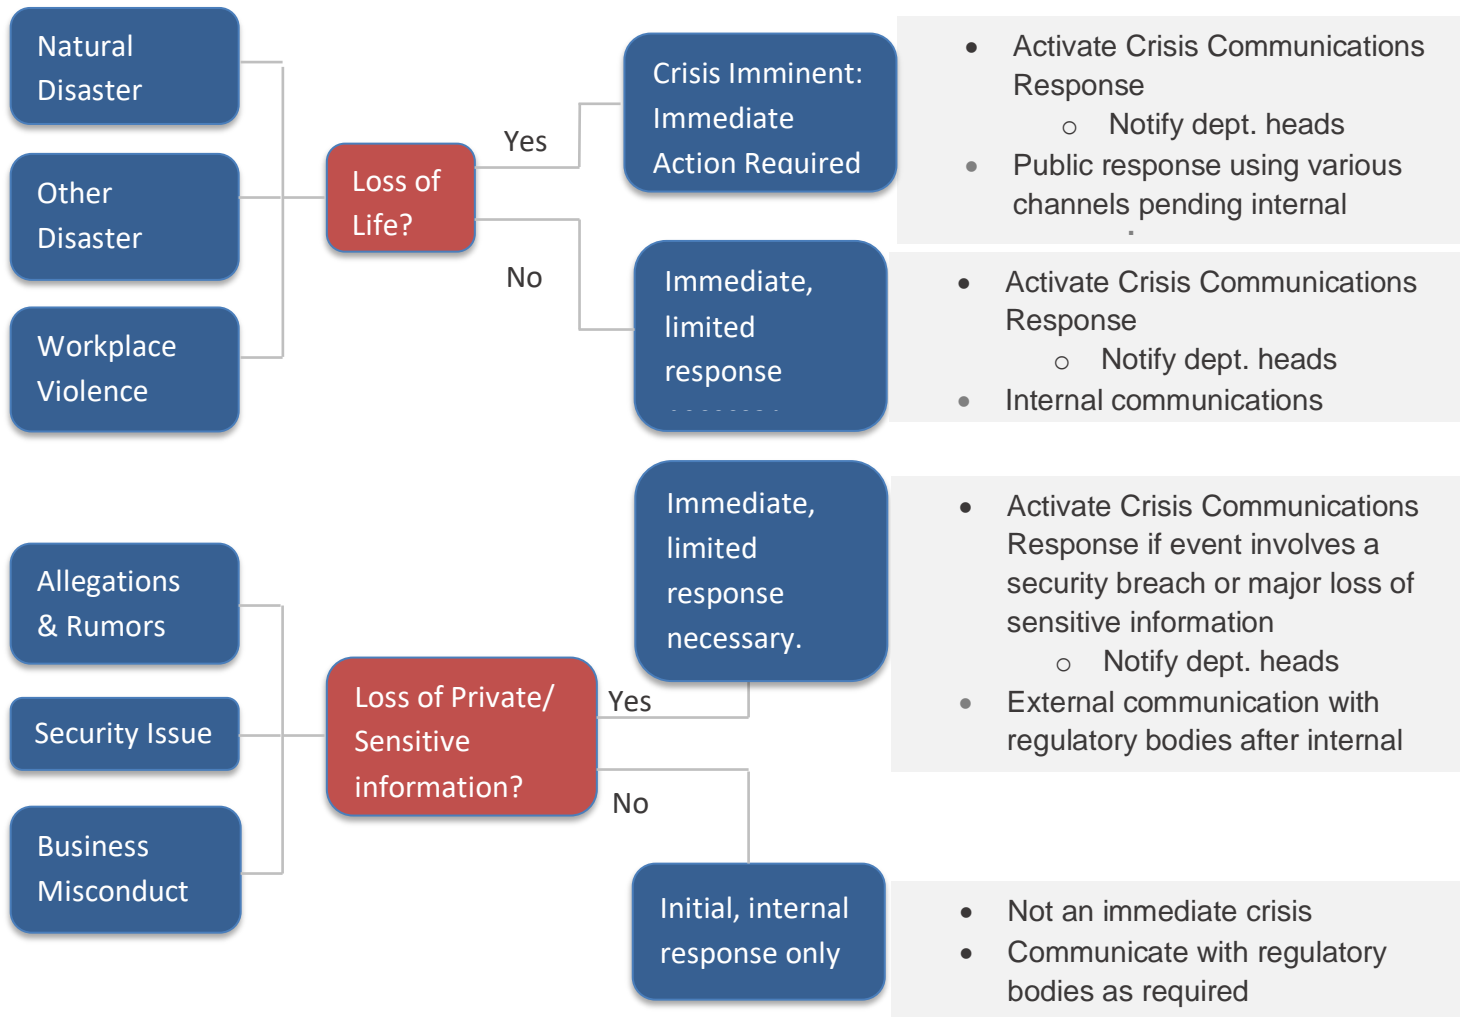 Natural
Disaster
Other
Disaster
Workplace
Violence
Loss of
Life?
Yes
No
Crisis Imminent:
Immediate
Action Required
• Activate Crisis Communications
Response
o Notify dept. heads
• Public response using various
channels pending internal
Immediate,
limited
response
• Activate Crisis Communications
Response
o Notify dept. heads
• Internal communications
Allegations
& Rumors
Security Issue
Business
Misconduct
Loss of Private/
Sensitive
information?
Yes
No
Immediate,
limited
response
necessary.
• Activate Crisis Communications
Response if event involves a
security breach or major loss of
sensitive information
o Notify dept. heads
• External communication with
regulatory bodies after internal
Initial, internal
response only
• Not an immediate crisis
• Communicate with regulatory
bodies as required